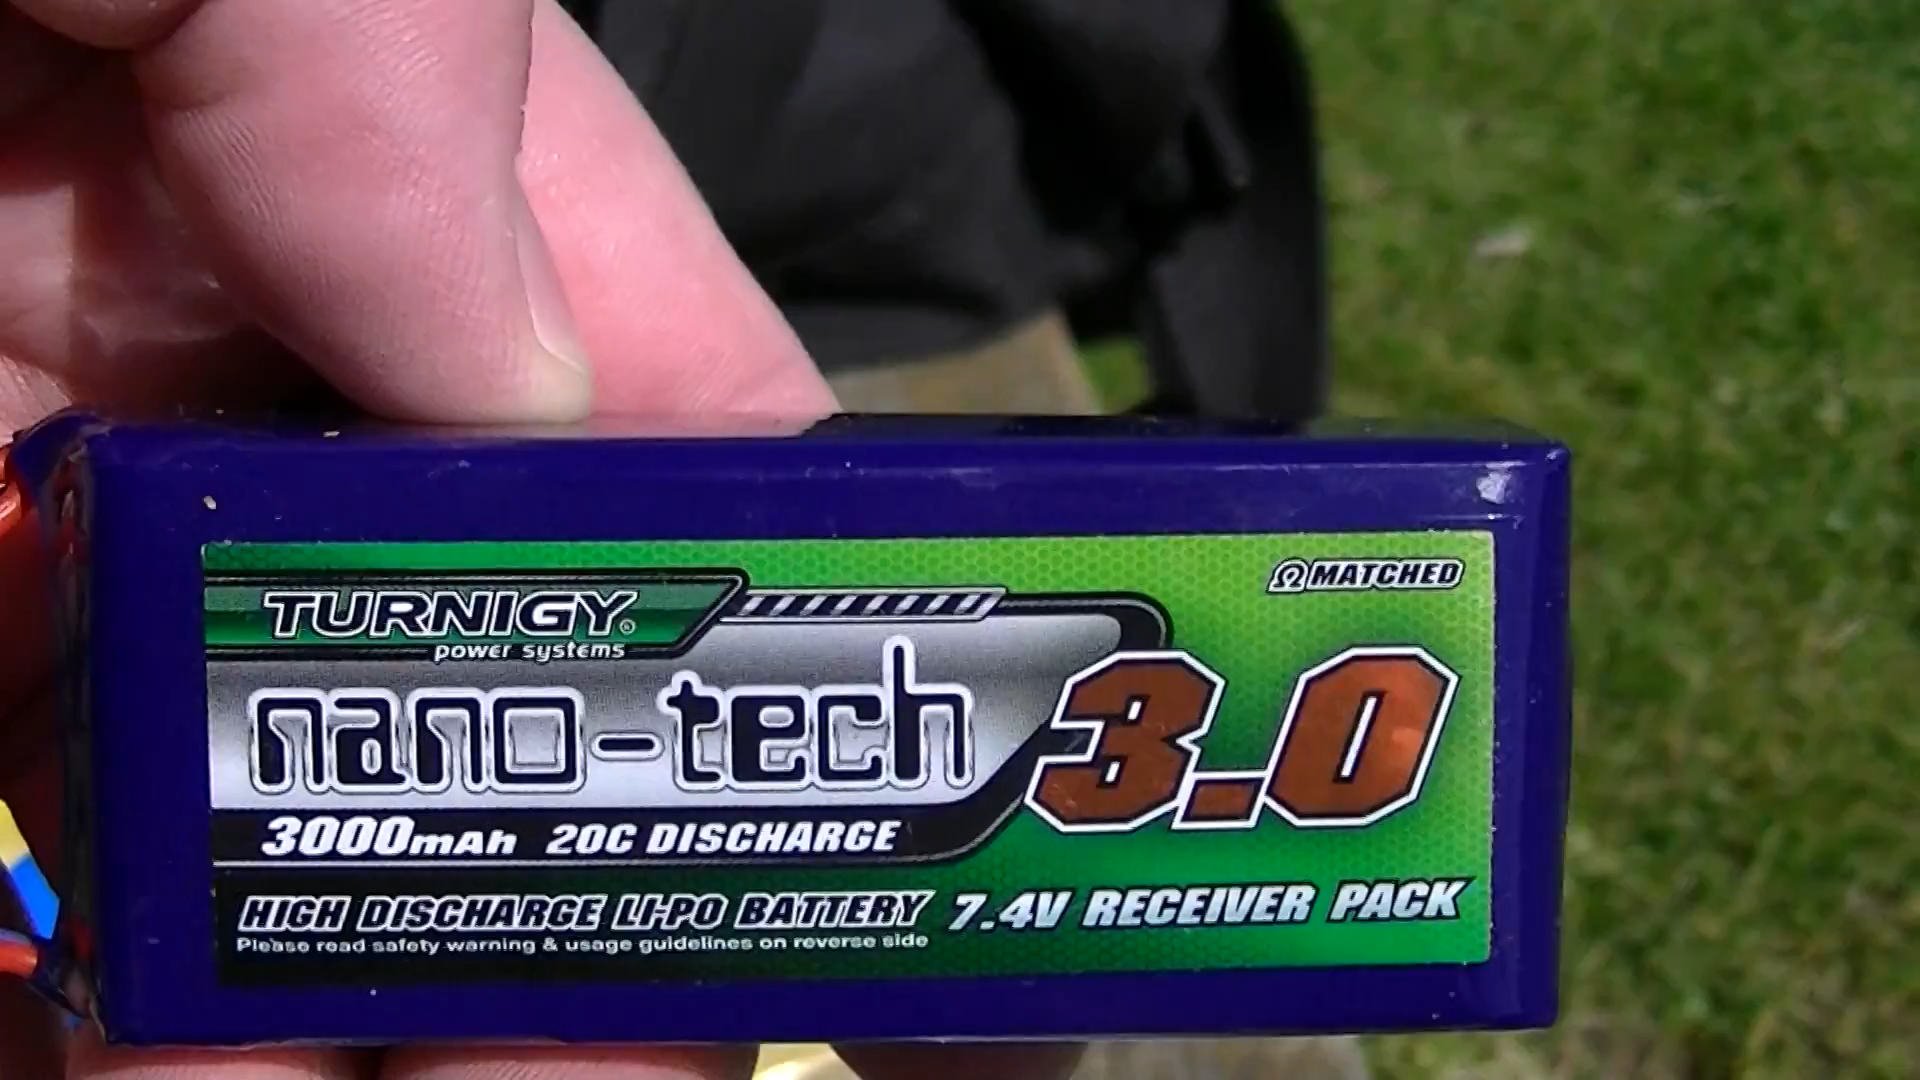 ΩMATCHED
TURNIGY®
power systems
nano-tech
3.0
3000mAh 20C DISCHARGE
HIGH DISCHARGE LI-PO BATTERY 7.4V RECEIVER PACK
Please read safety warning & usage guidelines on reverse side